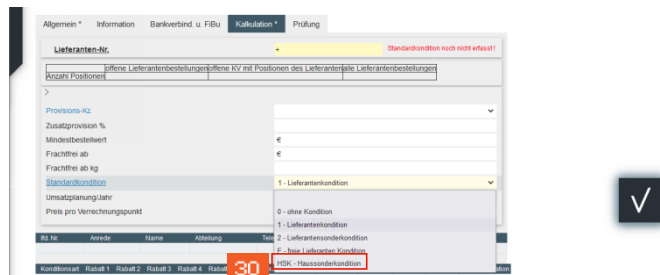 Allgemein * Information Bankverbind. u. FiBu Kalkulation * Prüfung
Lieferanten-Nr. + Standardkondition noch nicht erfasst!
offene Lieferantenbestellungen offene KV mit Positionen des Lieferanten alle Lieferantenbestellungen
Anzahl Positionen
>
Provisions-Kz.
Zusatzprovision %
Mindestbestellwert €
Frachtfrei ab €
Frachtfrei ab kg
Standardkondition 1 - Lieferantenkondition
Umsatzplanung/Jahr
Preis pro Verrechnungspunkt
0 - ohne Kondition
1 - Lieferantenkondition
2 - Lieferantensonderkondition
F - freie Lieferanten Kondition
HSK - Haussonderkondition
lfd. Nr. Anrede Name Abteilung Tele
30
Konditionsart Rabatt 1 Rabatt 2 Rabatt 3 Rabatt 4 Rabatt